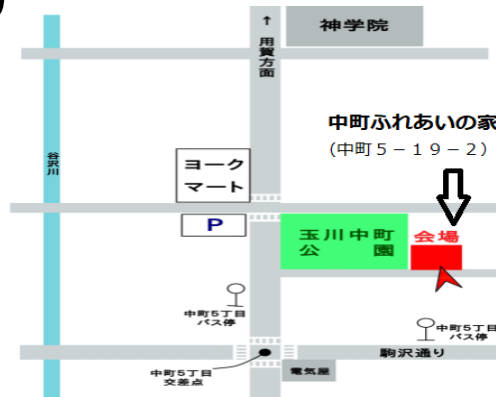 神学院
↑用賀方面
中町ふれあいの家
(中町5-19-2)
谷沢川
ヨーク
マート
P
玉川中町
公園
会場
中町5丁目
バス停
中町5丁目
バス停
駒沢通り
中町5丁目
交差点
電気屋